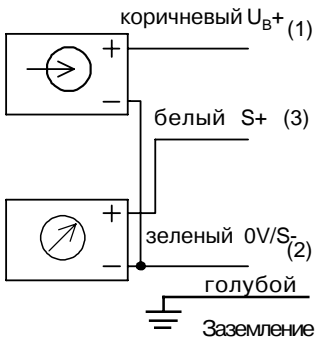 коричневый U_B+ (1)
+
−
белый S+ (3)
+
зеленый 0V/S- (2)
−
голубой
Заземление